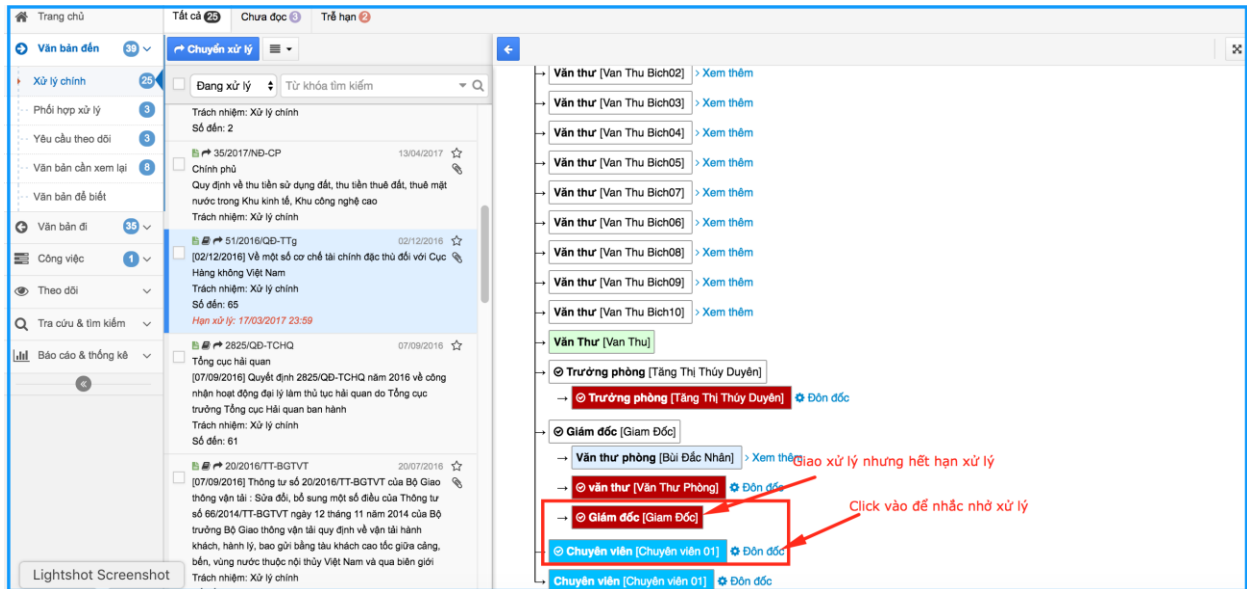 Trang chủ
Văn bản đến 39
Xử lý chính 25
Phối hợp xử lý 3
Yêu cầu theo dõi 3
Văn bản cần xem lại 8
Văn bản để biết
Văn bản đi 35
Công việc 1
Theo dõi
Tra cứu & tìm kiếm
Báo cáo & thống kê
Lightshot Screenshot
Tất cả 25 Chưa đọc 3 Trễ hạn 2
Chuyển xử lý
Đang xử lý Từ khóa tìm kiếm
Trách nhiệm: Xử lý chính
Số đến: 2
35/2017/NĐ-CP 13/04/2017
Chính phủ
Quy định về thu tiền sử dụng đất, thu tiền thuê đất, thuê mặt
nước trong Khu kinh tế, Khu công nghệ cao
Trách nhiệm: Xử lý chính
51/2016/QĐ-TTg 02/12/2016
[02/12/2016] Về một số cơ chế tài chính đặc thù đối với Cục
Hàng không Việt Nam
Trách nhiệm: Xử lý chính
Số đến: 65
Hạn xử lý: 17/03/2017 23:59
2825/QĐ-TCHQ 07/09/2016
Tổng cục hải quan
[07/09/2016] Quyết định 2825/QĐ-TCHQ năm 2016 về công
nhận hoạt động đại lý làm thủ tục hải quan do Tổng cục
trưởng Tổng cục Hải quan ban hành
Trách nhiệm: Xử lý chính
Số đến: 61
20/2016/TT-BGTVT 20/07/2016
[07/09/2016] Thông tư số 20/2016/TT-BGTVT của Bộ Giao
thông vận tải : Sửa đổi, bổ sung một số điều của Thông tư
số 66/2014/TT-BGTVT ngày 12 tháng 11 năm 2014 của Bộ
trưởng Bộ Giao thông vận tải quy định về vận tải hành
khách, hành lý, bao gửi bằng tàu khách cao tốc giữa cảng,
bến, vùng nước thuộc nội thủy Việt Nam và qua biên giới
Trách nhiệm: Xử lý chính
Văn thư [Van Thu Bich02] Xem thêm
Văn thư [Van Thu Bich03] Xem thêm
Văn thư [Van Thu Bich04] Xem thêm
Văn thư [Van Thu Bich05] Xem thêm
Văn thư [Van Thu Bich07] Xem thêm
Văn thư [Van Thu Bich06] Xem thêm
Văn thư [Van Thu Bich08] Xem thêm
Văn thư [Van Thu Bich09] Xem thêm
Văn thư [Van Thu Bich10] Xem thêm
Văn Thư [Van Thu]
Trưởng phòng [Tăng Thị Thúy Duyên]
Trưởng phòng [Tăng Thị Thúy Duyên] Đôn đốc
Giám đốc [Giam Đốc]
Văn thư phòng [Bùi Đắc Nhân] Xem thêm
Giao xử lý nhưng hết hạn xử lý
văn thư [Văn Thư Phòng] Đôn đốc
Click vào để nhắc nhở xử lý
Giám đốc [Giam Đốc]
Chuyên viên [Chuyên viên 01] Đôn đốc
Chuyên viên [Chuyên viên 01] Đôn đốc